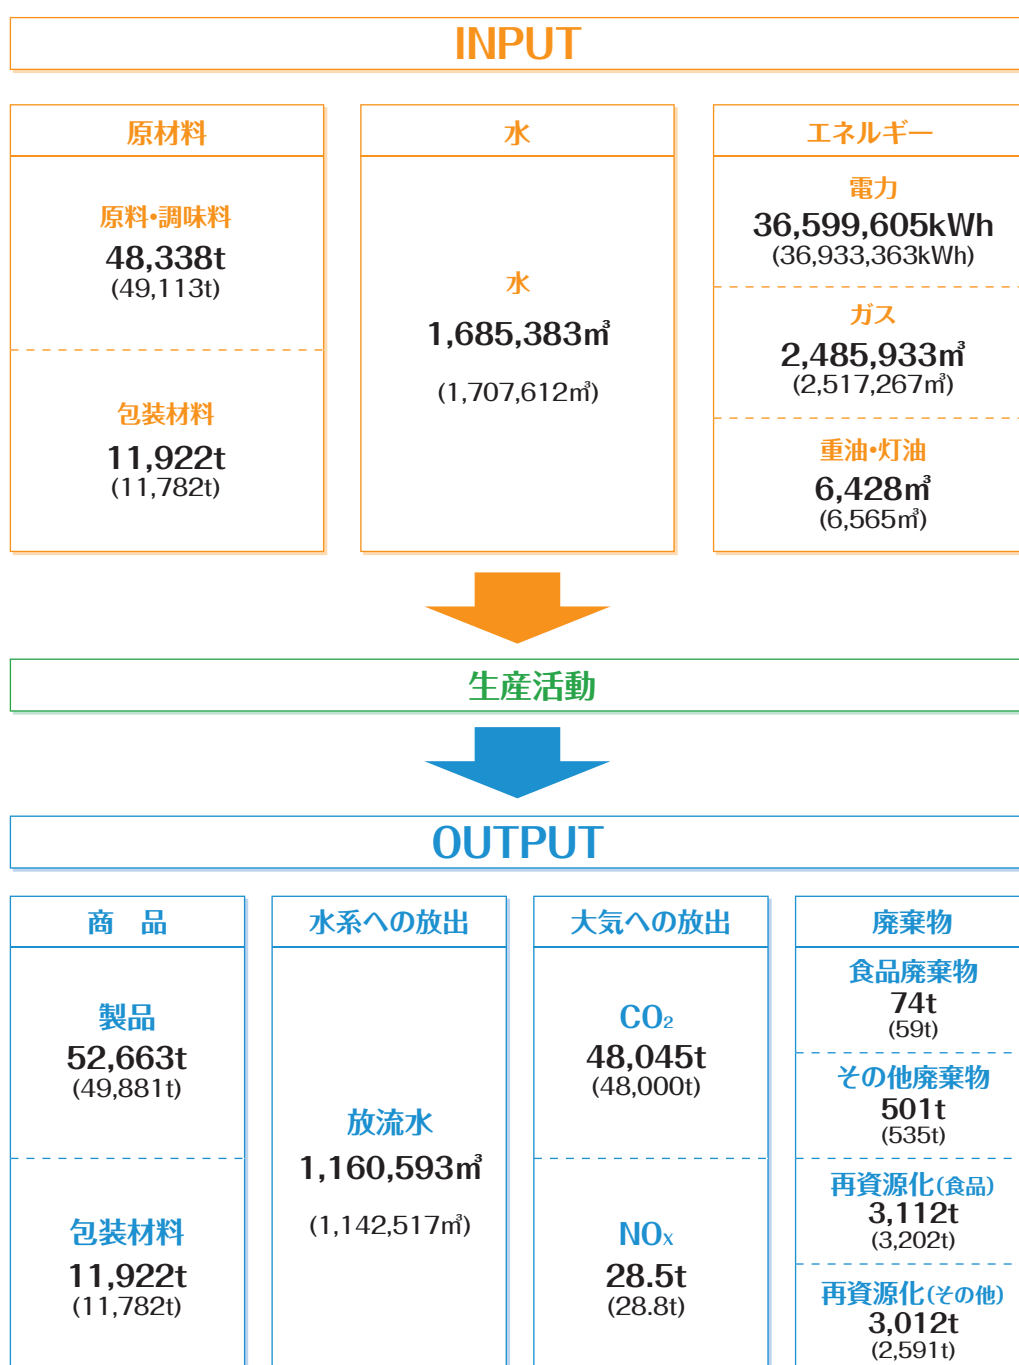 INPUT
原材料
原料・調味料
48,338t
(49,113t)
包装材料
11,922t
(11,782t)
水
水
1,685,383㎥
(1,707,612㎥)
エネルギー
電力
36,599,605kWh
(36,933,363kWh)
ガス
2,485,933㎥
(2,517,267㎥)
重油・灯油
6,428㎥
(6,565㎥)
生産活動
OUTPUT
商　品
製品
52,663t
(49,881t)
包装材料
11,922t
(11,782t)
水系への放出
放流水
1,160,593㎥
(1,142,517㎥)
大気への放出
CO₂
48,045t
(48,000t)
NOx
28.5t
(28.8t)
廃棄物
食品廃棄物
74t
(59t)
その他廃棄物
501t
(535t)
再資源化(食品)
3,112t
(3,202t)
再資源化(その他)
3,012t
(2,591t)